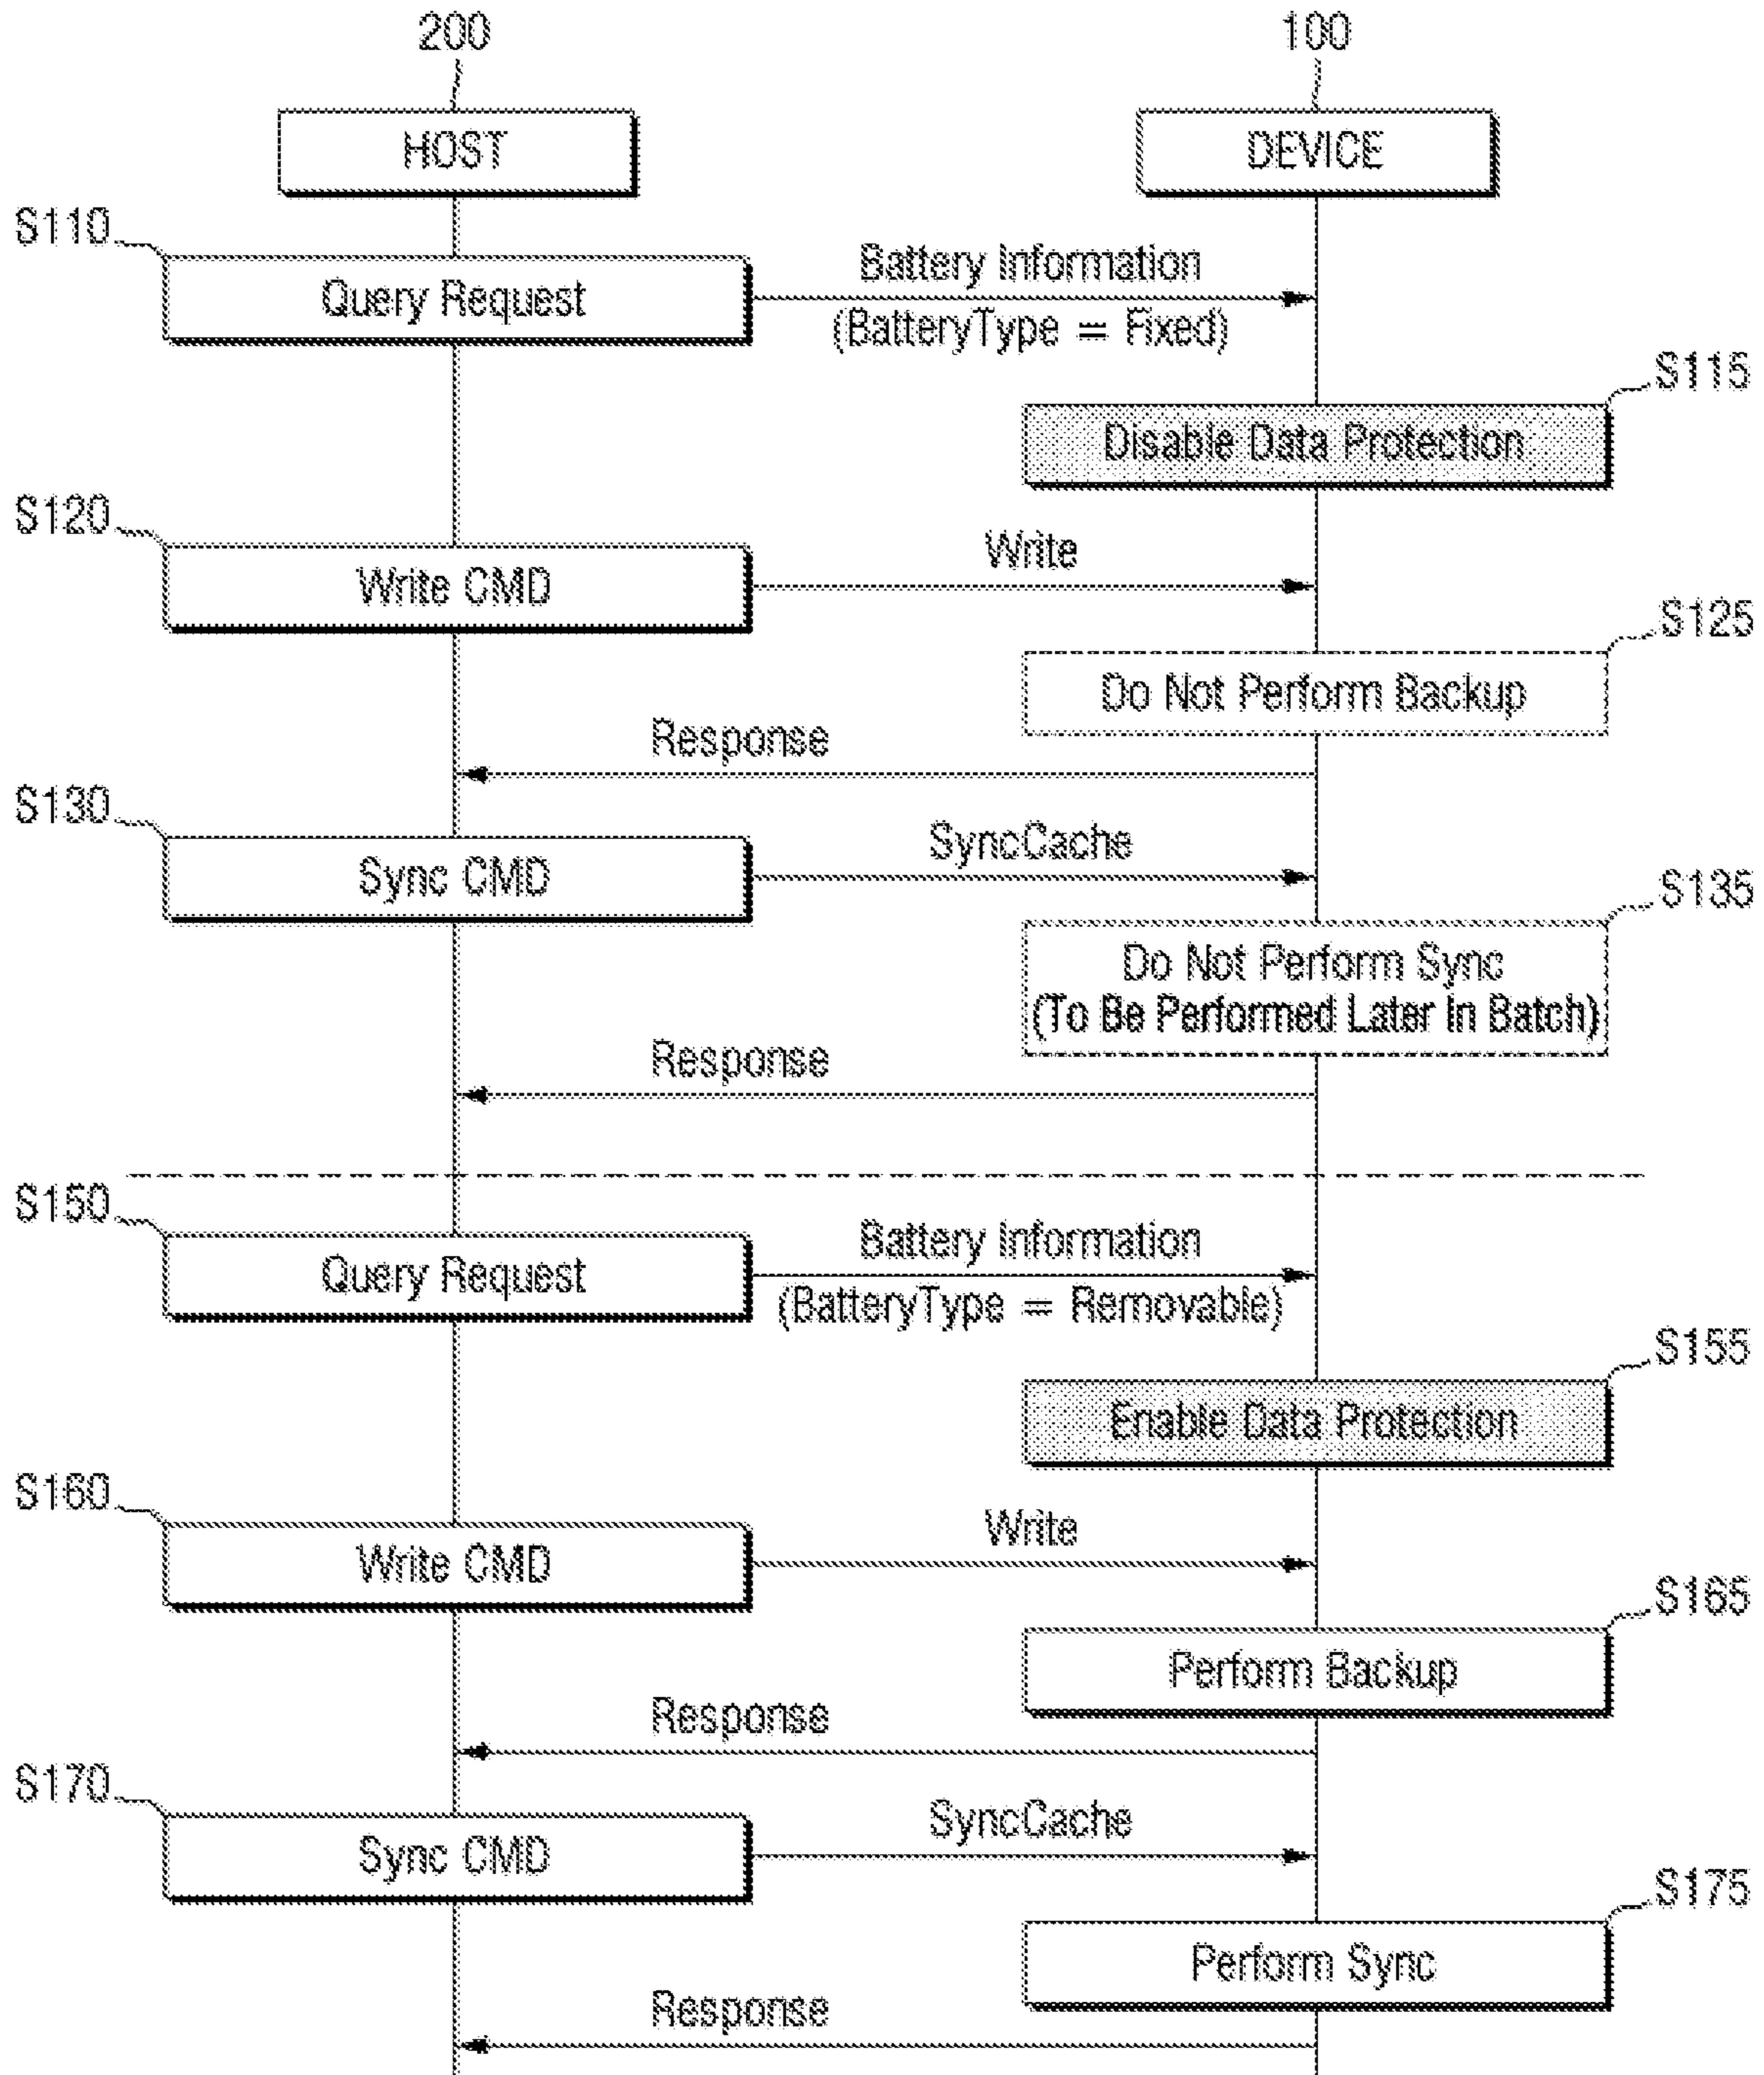 200
100
HOST
DEVICE
S110
Query Request
Battery Information
(BatteryType = Fixed)
S115
Disable Data Protection
S120
Write CMD
Write
S125
Do Not Perform Backup
Response
S130
Sync CMD
SyncCache
S135
Do Not Perform Sync
(To Be Performed Later In Batch)
Response
S150
Query Request
Battery Information
(BatteryType = Removable)
S155
Enable Data Protection
S160
Write CMD
Write
S165
Perform Backup
Response
S170
Sync CMD
SyncCache
S175
Perform Sync
Response